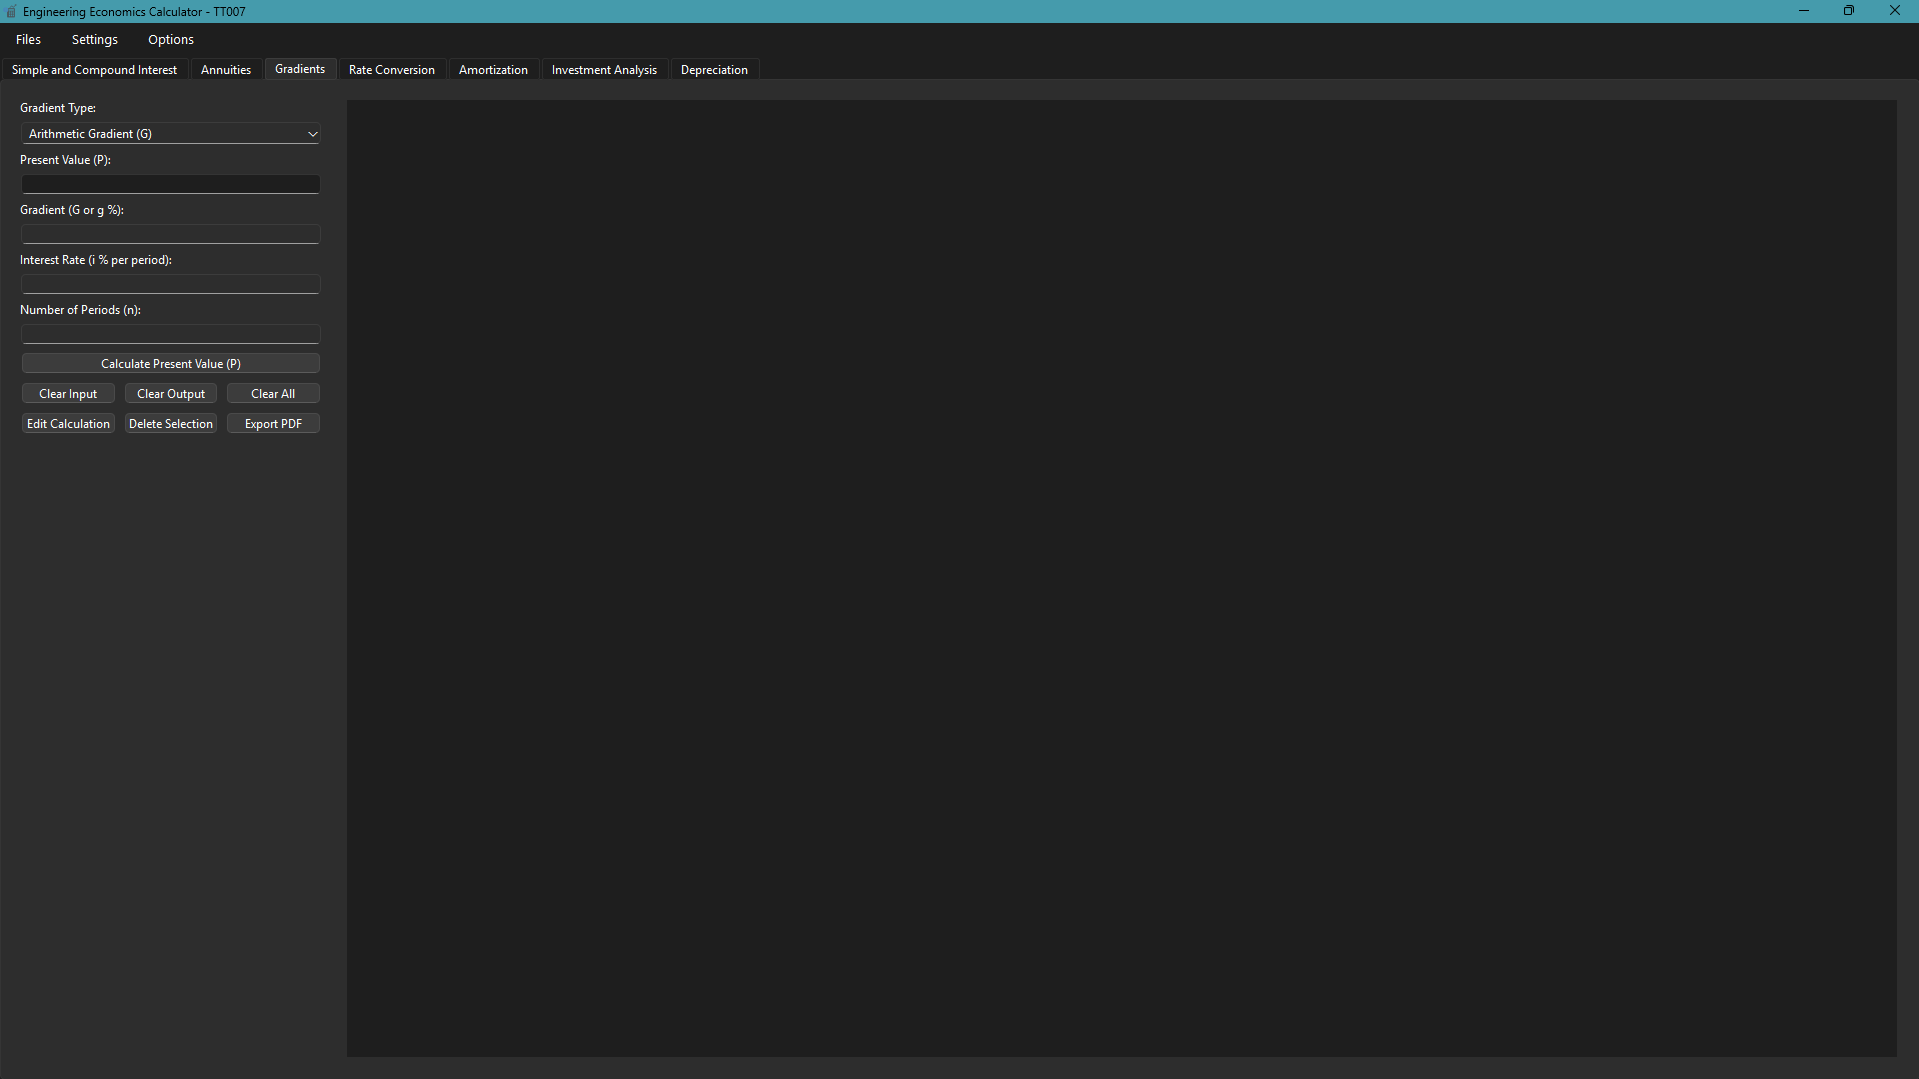 Engineering Economics Calculator - TT007
Files Settings Options
Simple and Compound Interest Annuities Gradients Rate Conversion Amortization Investment Analysis Depreciation
Gradient Type:
Arithmetic Gradient (G)
Present Value (P):
Gradient (G or g %):
Interest Rate (i % per period):
Number of Periods (n):
Calculate Present Value (P)
Clear Input Clear Output Clear All
Edit Calculation Delete Selection Export PDF